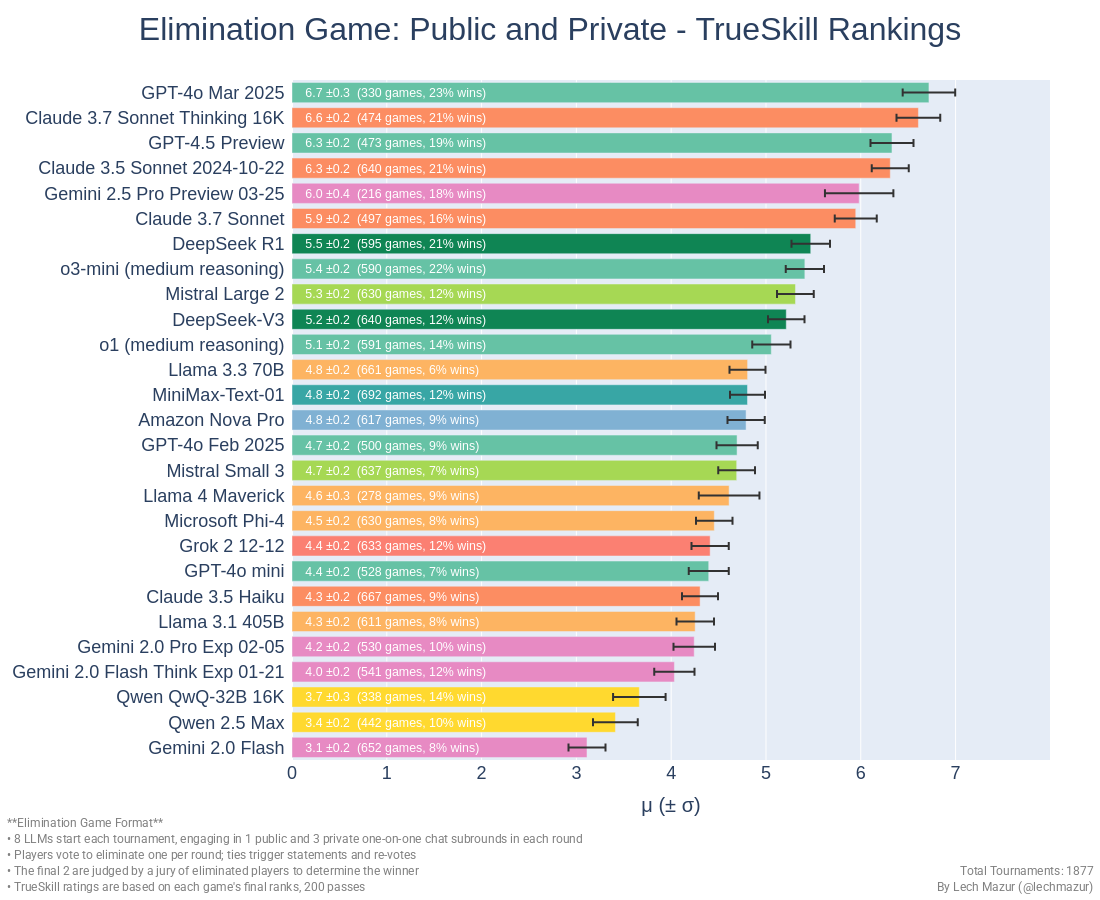 Elimination Game: Public and Private - TrueSkill Rankings
GPT-4o Mar 2025 6.7 ±0.3 (330 games, 23% wins)
Claude 3.7 Sonnet Thinking 16K 6.6 ±0.2 (474 games, 21% wins)
GPT-4.5 Preview 6.3 ±0.2 (473 games, 19% wins)
Claude 3.5 Sonnet 2024-10-22 6.3 ±0.2 (640 games, 21% wins)
Gemini 2.5 Pro Preview 03-25 6.0 ±0.4 (216 games, 18% wins)
Claude 3.7 Sonnet 5.9 ±0.2 (497 games, 16% wins)
DeepSeek R1 5.5 ±0.2 (595 games, 21% wins)
o3-mini (medium reasoning) 5.4 ±0.2 (590 games, 22% wins)
Mistral Large 2 5.3 ±0.2 (630 games, 12% wins)
DeepSeek-V3 5.2 ±0.2 (640 games, 12% wins)
o1 (medium reasoning) 5.1 ±0.2 (591 games, 14% wins)
Llama 3.3 70B 4.8 ±0.2 (661 games, 6% wins)
MiniMax-Text-01 4.8 ±0.2 (692 games, 12% wins)
Amazon Nova Pro 4.8 ±0.2 (617 games, 9% wins)
GPT-4o Feb 2025 4.7 ±0.2 (500 games, 9% wins)
Mistral Small 3 4.7 ±0.2 (637 games, 7% wins)
Llama 4 Maverick 4.6 ±0.3 (278 games, 9% wins)
Microsoft Phi-4 4.5 ±0.2 (630 games, 8% wins)
Grok 2 12-12 4.4 ±0.2 (633 games, 12% wins)
GPT-4o mini 4.4 ±0.2 (528 games, 7% wins)
Claude 3.5 Haiku 4.3 ±0.2 (667 games, 9% wins)
Llama 3.1 405B 4.3 ±0.2 (611 games, 8% wins)
Gemini 2.0 Pro Exp 02-05 4.2 ±0.2 (530 games, 10% wins)
Gemini 2.0 Flash Think Exp 01-21 4.0 ±0.2 (541 games, 12% wins)
Qwen QwQ-32B 16K 3.7 ±0.3 (338 games, 14% wins)
Qwen 2.5 Max 3.4 ±0.2 (442 games, 10% wins)
Gemini 2.0 Flash 3.1 ±0.2 (652 games, 8% wins)
0 1 2 3 4 5 6 7
μ (± σ)
**Elimination Game Format**
• 8 LLMs start each tournament, engaging in 1 public and 3 private one-on-one chat subrounds in each round
• Players vote to eliminate one per round; ties trigger statements and re-votes
• The final 2 are judged by a jury of eliminated players to determine the winner
• TrueSkill ratings are based on each game's final ranks, 200 passes
Total Tournaments: 1877
By Lech Mazur (@lechmazur)